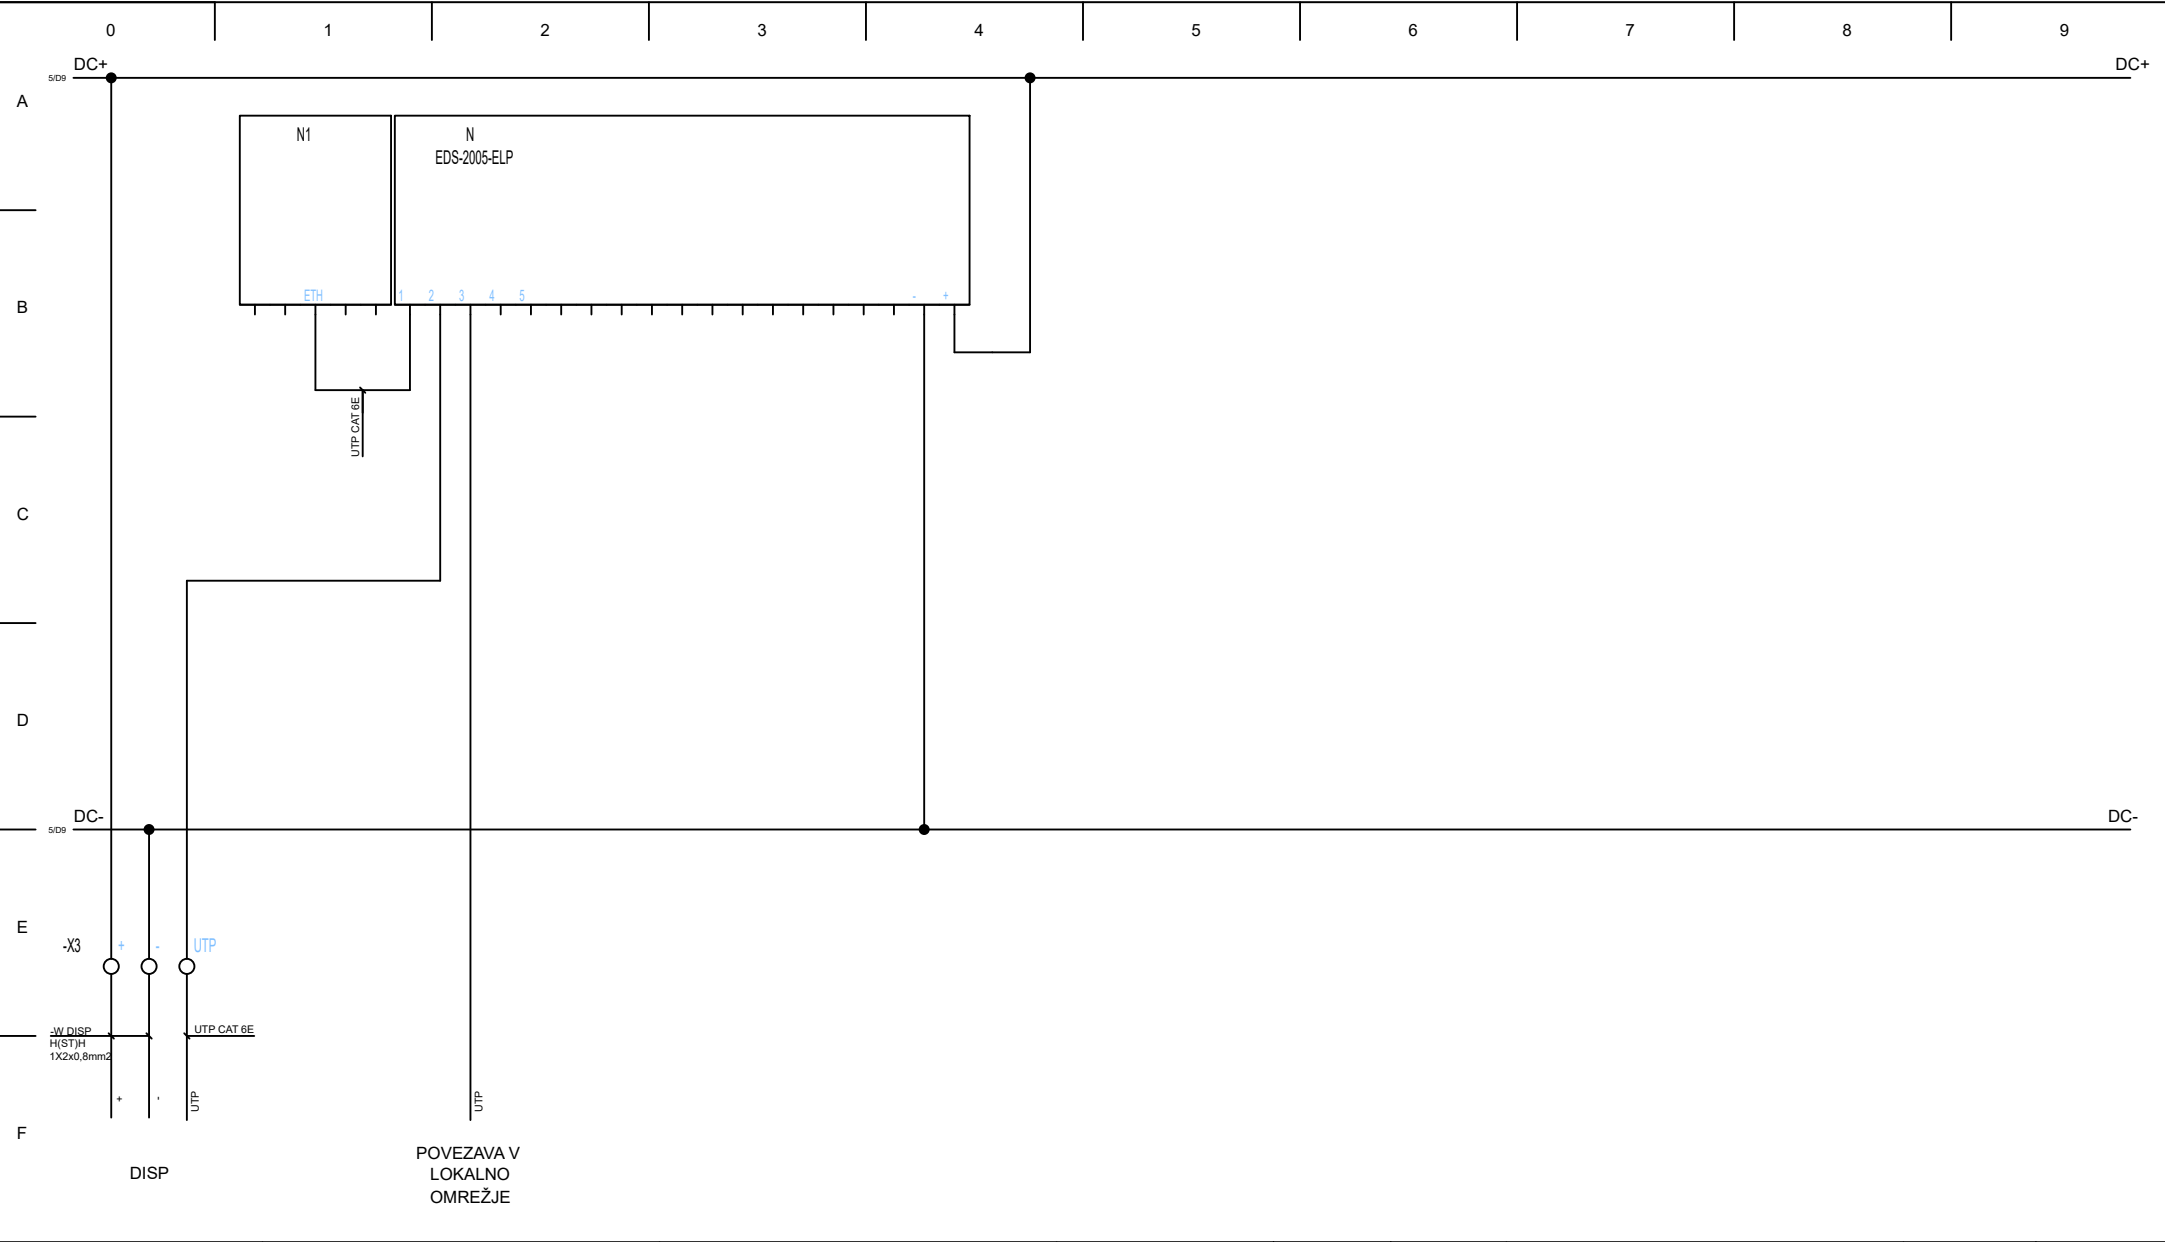 0 1 2 3 4 5 6 7 8 9
DC+ DC+
5/D9
A
N1 N
EDS-2005-ELP
ETH 1 2 3 4 5 - +
B
UTP CAT 6E
C
D
DC- DC-
5/D9
E
-X3 + - UTP
-W DISP UTP CAT 6E
H(ST)H
1X2x0,8mm2
+ - UTP UTP
F
POVEZAVA V
LOKALNO
OMREŽJE
DISP